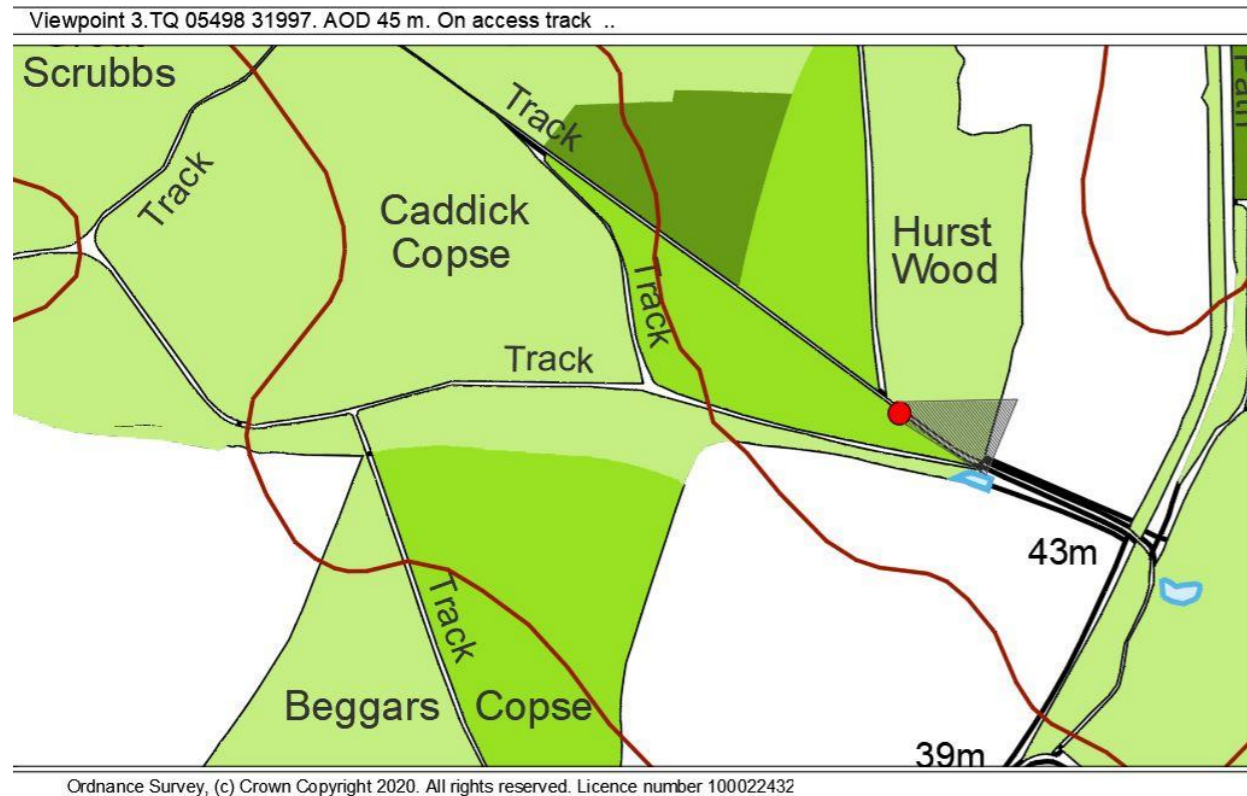 Viewpoint 3.TQ 05498 31997. AOD 45 m. On access track ..
Scrubbs
Track
Path
Track
Caddick
Copse
Hurst
Wood
Track
Track
43m
Track
Beggars Copse
39m
Ordnance Survey, (c) Crown Copyright 2020. All rights reserved. Licence number 100022432